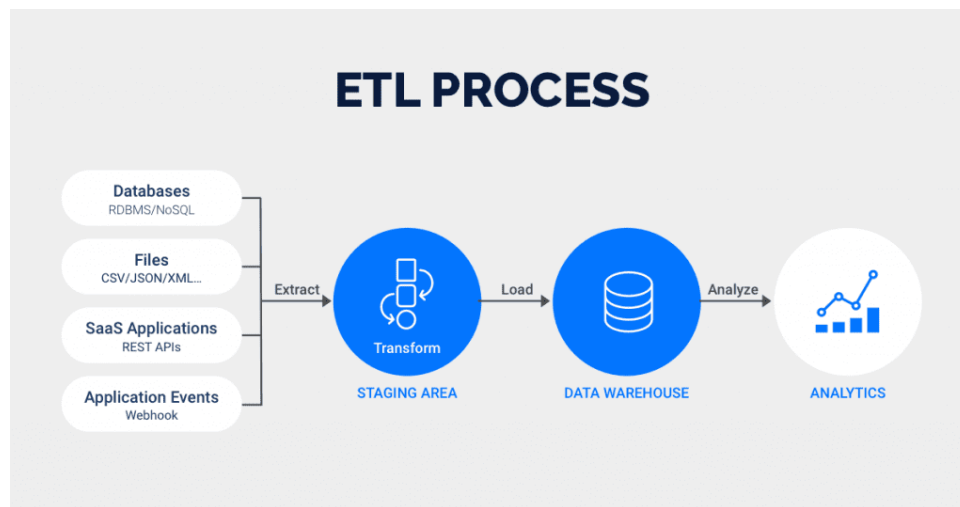 ETL PROCESS
Databases
RDBMS/NoSQL
Files
CSV/JSON/XML...
SaaS Applications
REST APIs
Application Events
Webhook
Extract
Transform
STAGING AREA
Load
DATA WAREHOUSE
Analyze
ANALYTICS